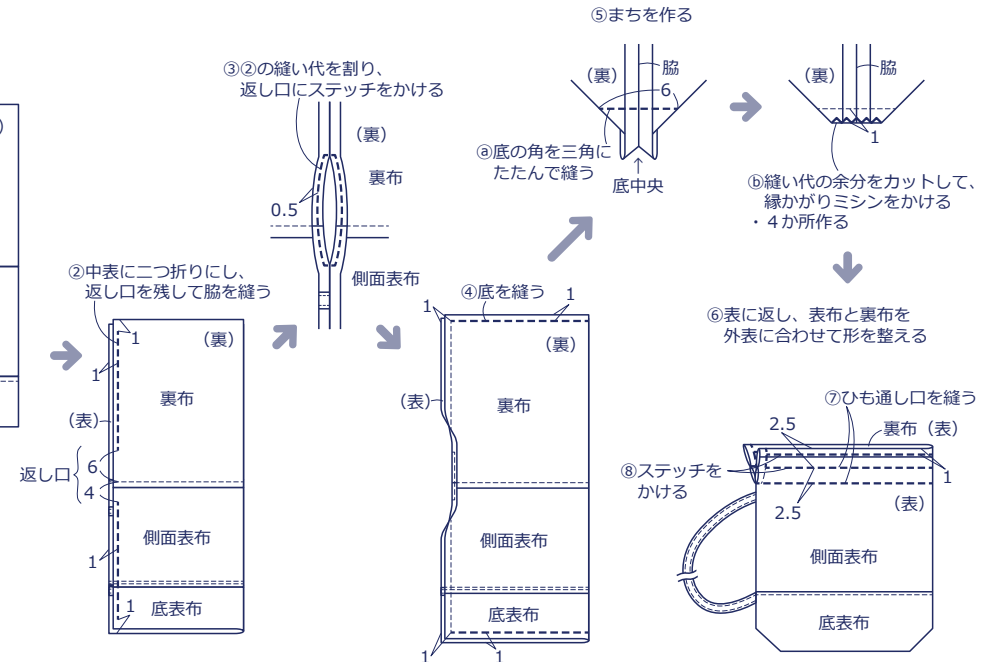 )
②中表に二つ折りにし、
返し口を残して脇を縫う
1
(裏)
1
裏布
(表)
返し口
6
4
側面表布
1
1
底表布
③②の縫い代を割り、
返し口にステッチをかける
(裏)
裏布
0.5
側面表布
④底を縫う
1
1
(裏)
(表)
裏布
側面表布
底表布
1
1
⑤まちを作る
(裏)
脇
6
ⓐ底の角を三角に
たたんで縫う
底中央
(裏)
脇
1
ⓑ縫い代の余分をカットして、
縁かがりミシンをかける
・４か所作る
⑥表に返し、表布と裏布を
外表に合わせて形を整える
⑦ひも通し口を縫う
2.5
裏布（表）
⑧ステッチを
かける
1
2.5
(表)
側面表布
底表布